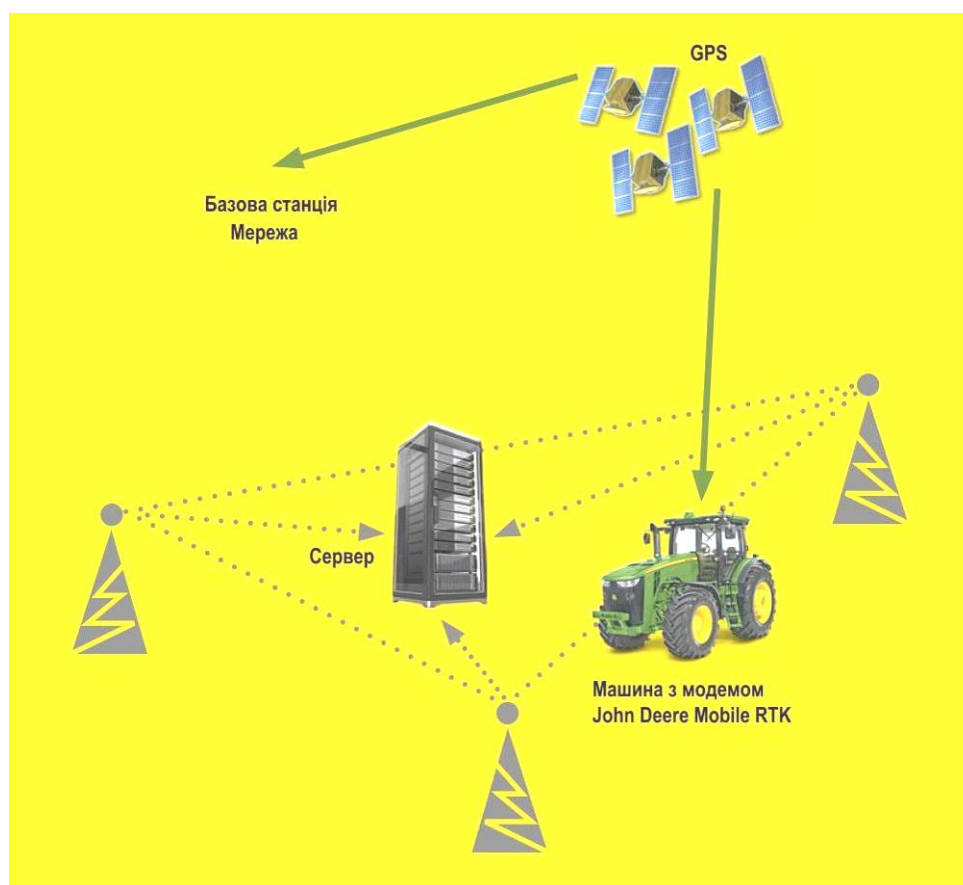 GPS
Базова станція
Мережа
Сервер
Машина з модемом
John Deere Mobile RTK